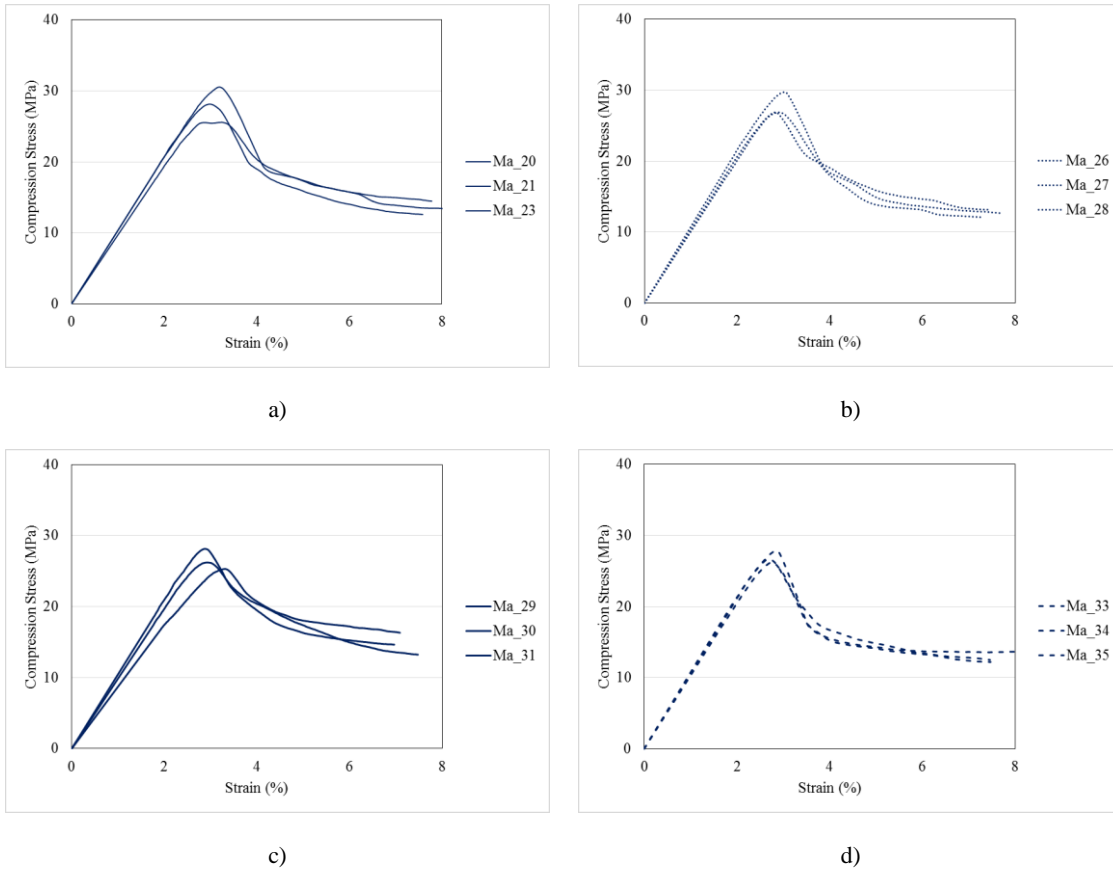 40
30
20
10
0
Compression Stress (MPa)
0 2 4 6 8
Strain (%)
Ma_20
Ma_21
Ma_23
a)
40
30
20
10
0
Compression Stress (MPa)
0 2 4 6 8
Strain (%)
Ma_26
Ma_27
Ma_28
b)
40
30
20
10
0
Compression Stress (MPa)
0 2 4 6 8
Strain (%)
Ma_29
Ma_30
Ma_31
c)
40
30
20
10
0
Compression Stress (MPa)
0 2 4 6 8
Strain (%)
Ma_33
Ma_34
Ma_35
d)